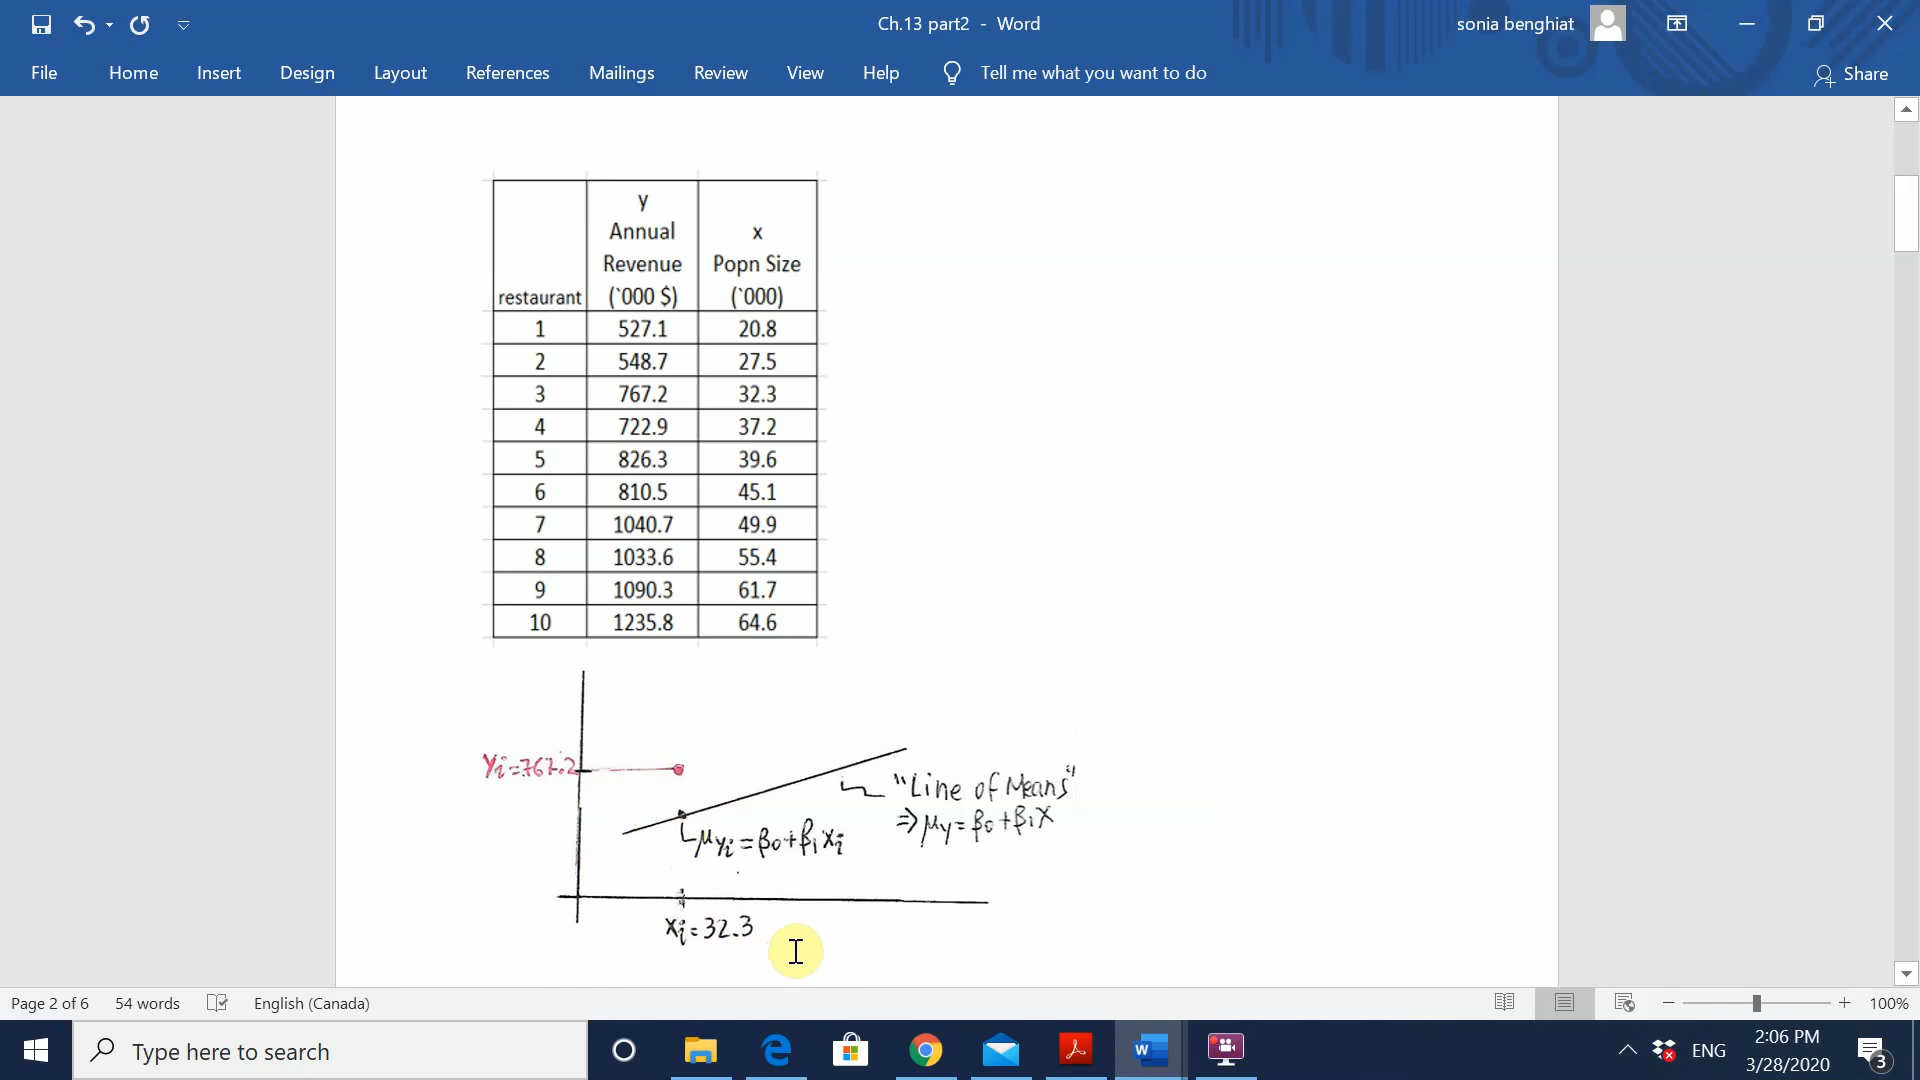 Ch.13 part2 - Word
sonia benghiat
File Home Insert Design Layout References Mailings Review View Help Tell me what you want to do
Share
restaurant
y
Annual
Revenue
(`000 $)
x
Popn Size
(`000)
1 527.1 20.8
2 548.7 27.5
3 767.2 32.3
4 722.9 37.2
5 826.3 39.6
6 810.5 45.1
7 1040.7 49.9
8 1033.6 55.4
9 1090.3 61.7
10 1235.8 64.6
yi=767.2
"Line of Means"
⇒ μy = β0 + β1x
μyi = β0 + β1xi
xi = 32.3
Page 2 of 6 54 words English (Canada)
100%
Type here to search
ENG
2:06 PM
3/28/2020
3